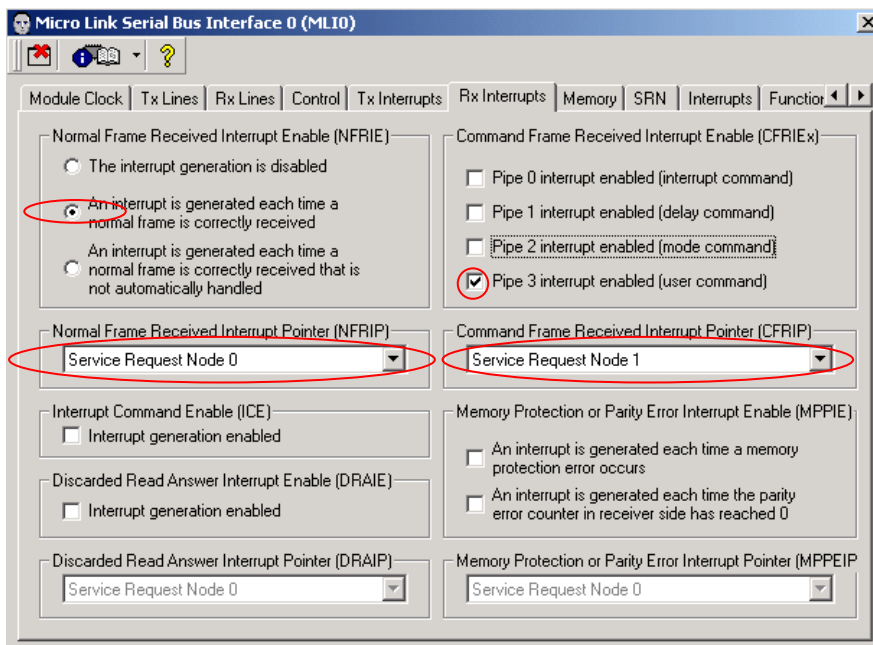 Micro Link Serial Bus Interface 0 (MLI0)
Module Clock Tx Lines Rx Lines Control Tx Interrupts Rx Interrupts Memory SRN Interrupts Function
Normal Frame Received Interrupt Enable (NFRIE)
The interrupt generation is disabled
An interrupt is generated each time a
normal frame is correctly received
An interrupt is generated each time a
normal frame is correctly received that is
not automatically handled
Command Frame Received Interrupt Enable (CFRIEx)
Pipe 0 interrupt enabled (interrupt command)
Pipe 1 interrupt enabled (delay command)
Pipe 2 interrupt enabled (mode command)
Pipe 3 interrupt enabled (user command)
Normal Frame Received Interrupt Pointer (NFRIP)
Service Request Node 0
Command Frame Received Interrupt Pointer (CFRIP)
Service Request Node 1
Interrupt Command Enable (ICE)
Interrupt generation enabled
Discarded Read Answer Interrupt Enable (DRAIE)
Interrupt generation enabled
Memory Protection or Parity Error Interrupt Enable (MPPIE)
An interrupt is generated each time a memory
protection error occurs
An interrupt is generated each time the parity
error counter in receiver side has reached 0
Discarded Read Answer Interrupt Pointer (DRAIP)
Service Request Node 0
Memory Protection or Parity Error Interrupt Pointer (MPPEIP
Service Request Node 0